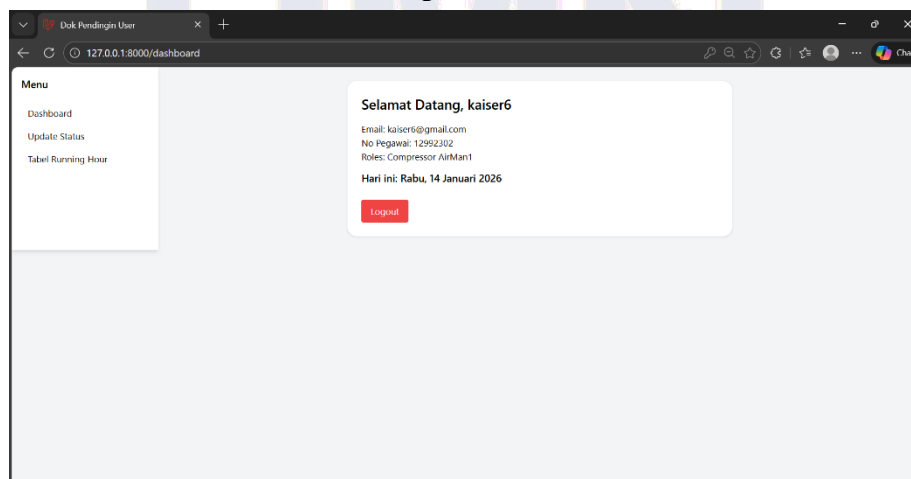 Dok Pendingin User
127.0.0.1:8000/dashboard
Cha
Menu
Dashboard
Update Status
Tabel Running Hour
Selamat Datang, kaiser6
Email: kaiser6@gmail.com
No Pegawai: 12992302
Roles: Compressor AirMan1
Hari ini: Rabu, 14 Januari 2026
Logout